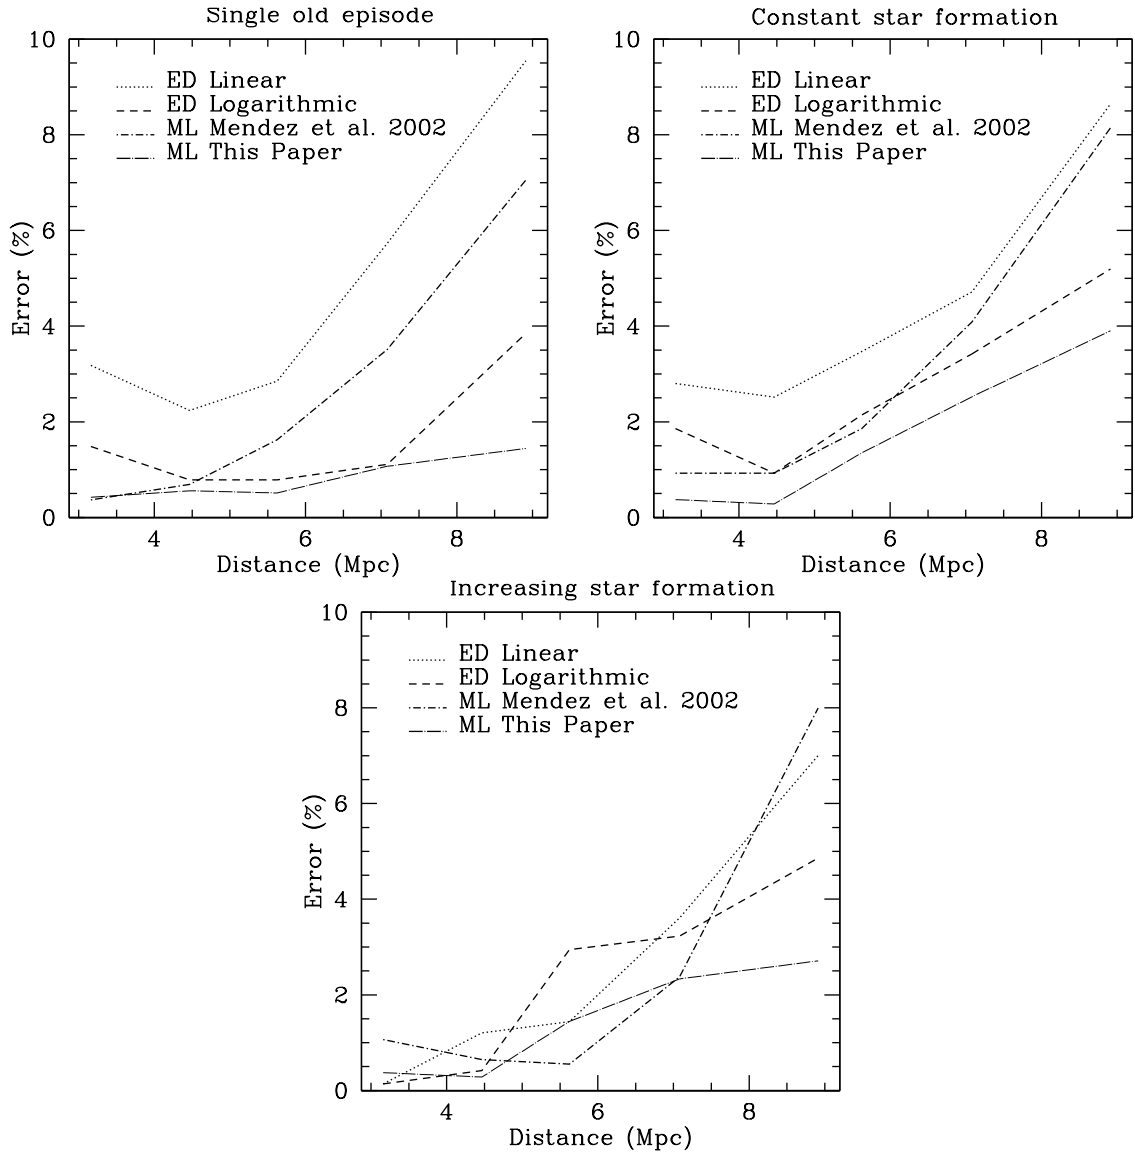 Single old episode
10
8
6
4
2
0
Error (%)
ED Linear
ED Logarithmic
ML Mendez et al. 2002
ML This Paper
4 6 8
Distance (Mpc)
Constant star formation
10
8
6
4
2
0
Error (%)
ED Linear
ED Logarithmic
ML Mendez et al. 2002
ML This Paper
4 6 8
Distance (Mpc)
Increasing star formation
10
8
6
4
2
0
Error (%)
ED Linear
ED Logarithmic
ML Mendez et al. 2002
ML This Paper
4 6 8
Distance (Mpc)